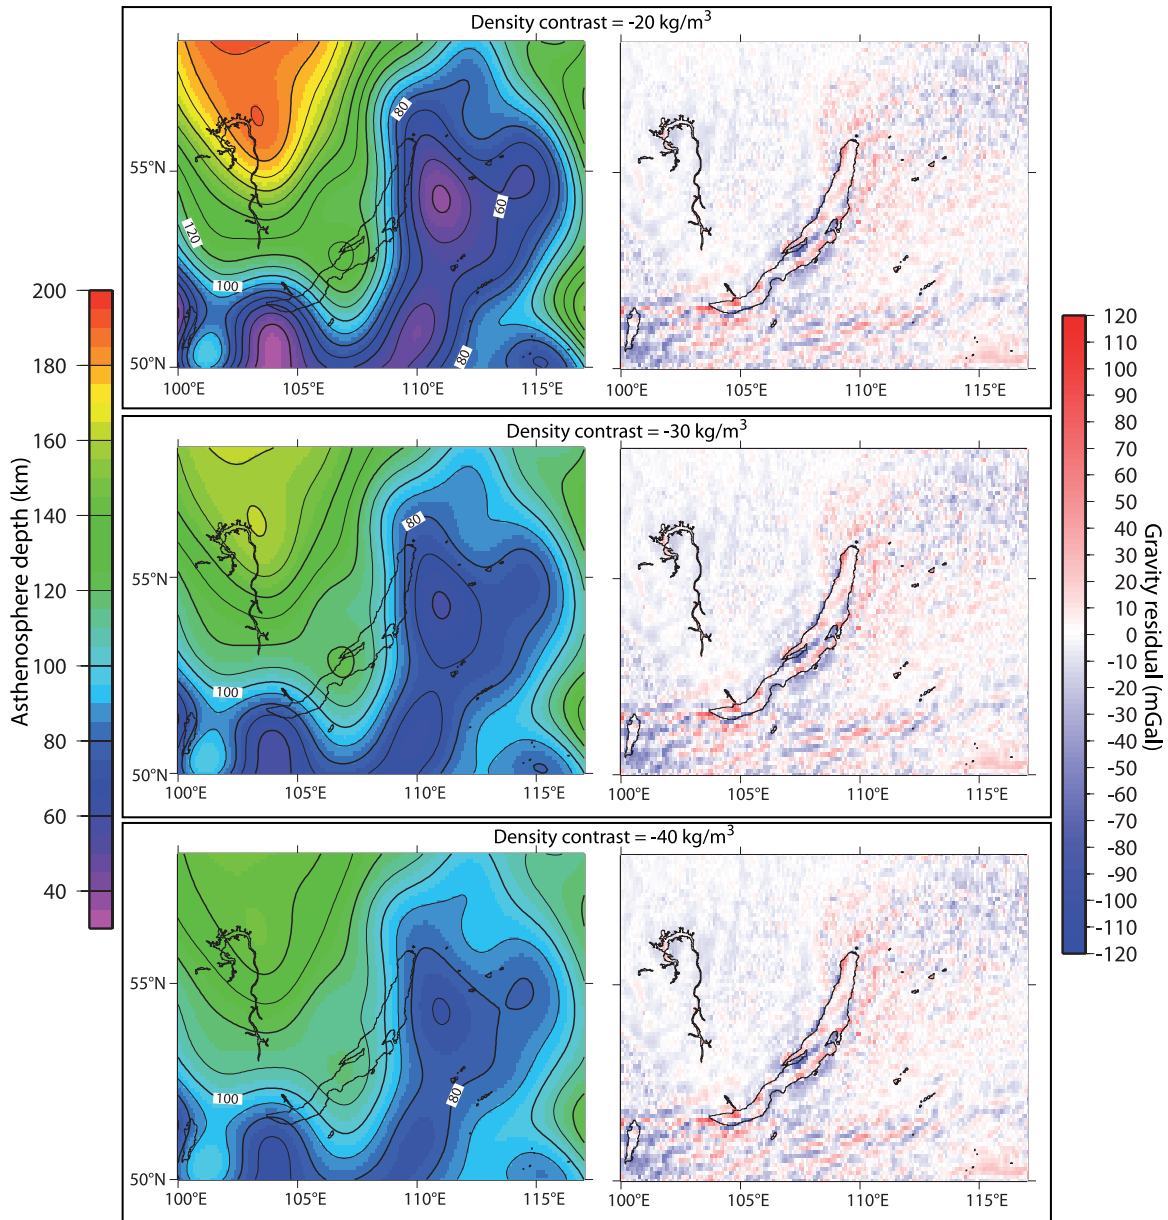 Density contrast = -20 kg/m³
80
55°N
60
120
100
80
50°N
100°E
105°E
110°E
115°E
100°E
105°E
110°E
115°E
Density contrast = -30 kg/m³
80
55°N
100
50°N
100°E
105°E
110°E
115°E
100°E
105°E
110°E
115°E
Density contrast = -40 kg/m³
55°N
100
80
50°N
100°E
105°E
110°E
115°E
100°E
105°E
110°E
115°E
Asthenosphere depth (km)
200
180
160
140
120
100
80
60
40
Gravity residual (mGal)
120
110
100
90
80
70
60
50
40
30
20
10
0
-10
-20
-30
-40
-50
-60
-70
-80
-90
-100
-110
-120